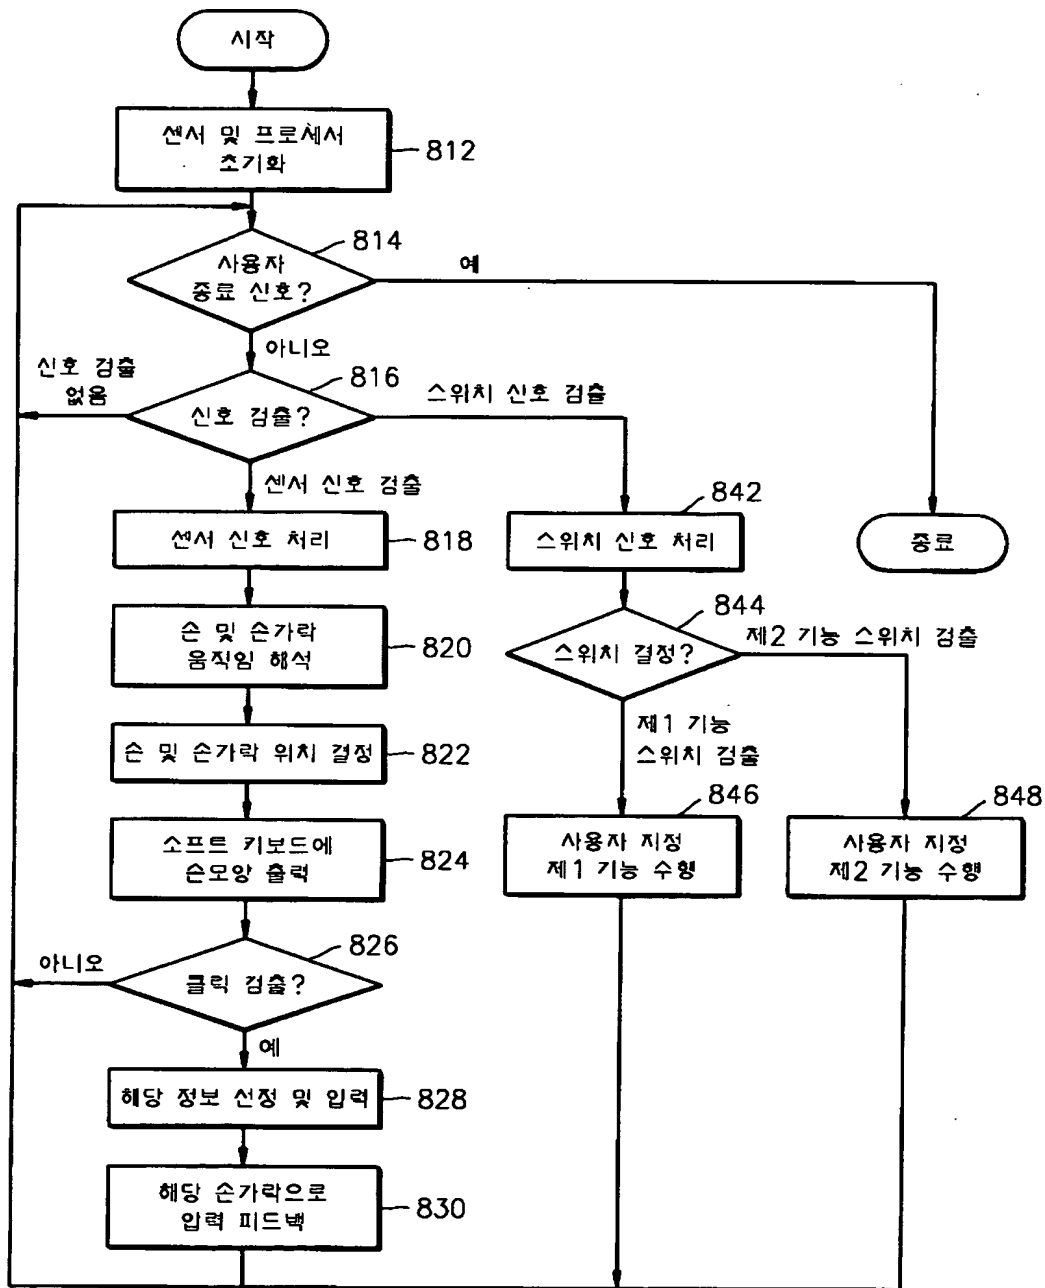 시작
센서 및 프로세서
초기화
812
814
사용자
종료 신호?
예
아니오
신호 검출
없음
816
스위치 신호 검출
신호 검출?
센서 신호 검출
842
센서 신호 처리
818
스위치 신호 처리
종료
손 및 손가락
움직임 해석
820
844
스위치 결정?
제2 기능 스위치 검출
손 및 손가락 위치 결정
822
제1 기능
스위치 검출
846
848
소프트 키보드에
손모양 출력
824
사용자 지정
제1 기능 수행
사용자 지정
제2 기능 수행
826
아니오
클릭 검출?
예
해당 정보 선정 및 입력
828
해당 손가락으로
압력 피드백
830